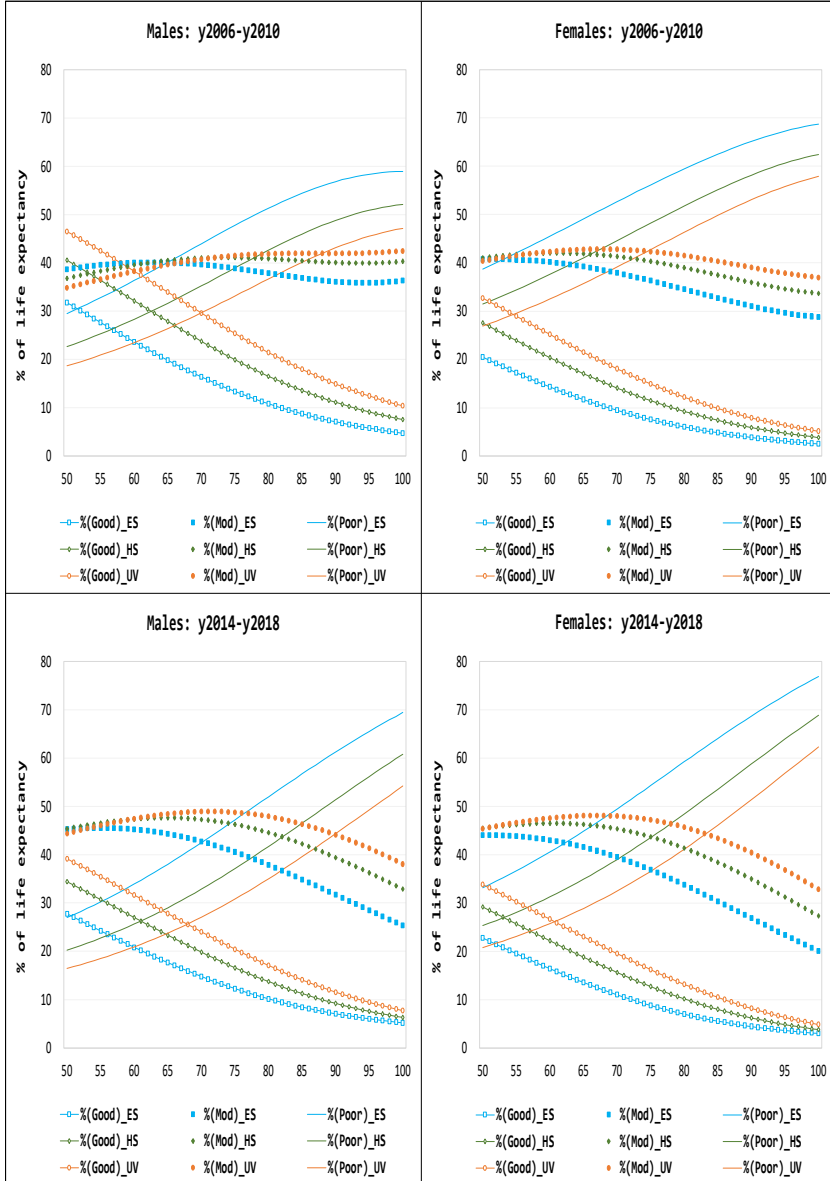 Males: y2006-y2010
80
70
60
50
40
30
20
10
0
% of life expectancy
50 55 60 65 70 75 80 85 90 95 100
%(Good)_ES %(Mod)_ES %(Poor)_ES
%(Good)_HS %(Mod)_HS %(Poor)_HS
%(Good)_UV %(Mod)_UV %(Poor)_UV
Females: y2006-y2010
80
70
60
50
40
30
20
10
0
% of life expectancy
50 55 60 65 70 75 80 85 90 95 100
%(Good)_ES %(Mod)_ES %(Poor)_ES
%(Good)_HS %(Mod)_HS %(Poor)_HS
%(Good)_UV %(Mod)_UV %(Poor)_UV
Males: y2014-y2018
80
70
60
50
40
30
20
10
0
% of life expectancy
50 55 60 65 70 75 80 85 90 95 100
%(Good)_ES %(Mod)_ES %(Poor)_ES
%(Good)_HS %(Mod)_HS %(Poor)_HS
%(Good)_UV %(Mod)_UV %(Poor)_UV
Females: y2014-y2018
80
70
60
50
40
30
20
10
0
% of life expectancy
50 55 60 65 70 75 80 85 90 95 100
%(Good)_ES %(Mod)_ES %(Poor)_ES
%(Good)_HS %(Mod)_HS %(Poor)_HS
%(Good)_UV %(Mod)_UV %(Poor)_UV